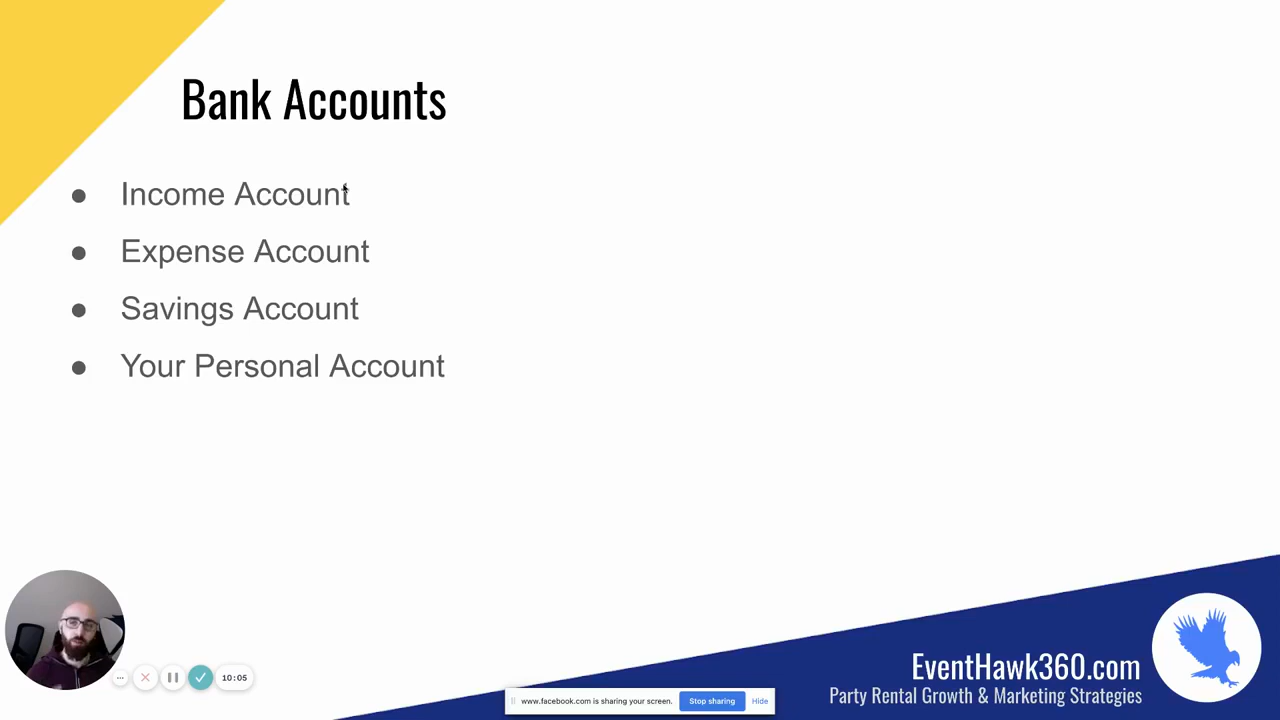 Bank Accounts
● Income Account
● Expense Account
● Savings Account
● Your Personal Account
10:05
www.facebook.com is sharing your screen. Stop sharing Hide
EventHawk360.com
Party Rental Growth & Marketing Strategies